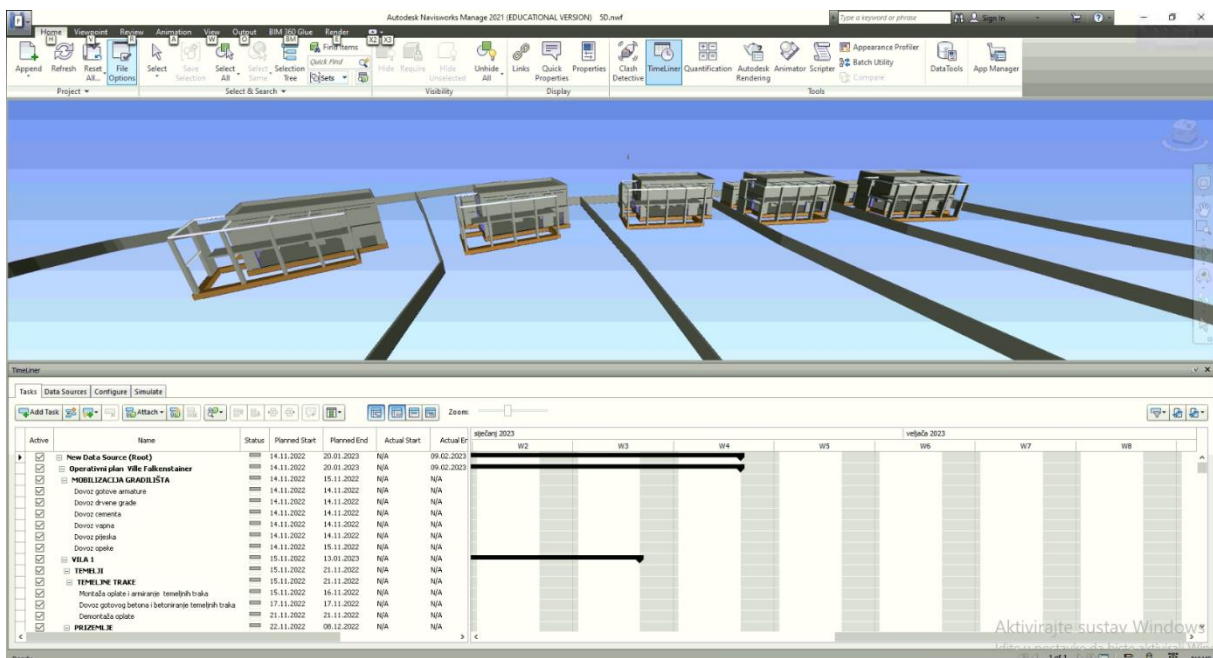 Autodesk Navisworks Manage 2021 (EDUCATIONAL VERSION) 5D.nwf
Type a keyword or phrase
Sign In
Home Viewpoint Review Animation View Output BIM 360 Glue Render
H V R A W O BM E X2 X3
Append Refresh Reset All... File Options
Select Save Selection Select All Select Same Selection Tree
Find Items
Quick Find
Sets
Hide Require Hide Unselected Unhide All
Links Quick Properties Properties
Clash Detective TimeLiner Quantification Autodesk Rendering Animator Scripter
Appearance Profiler
Batch Utility
Compare
DataTools App Manager
Project Select & Search Visibility Display Tools
TimeLiner
Tasks Data Sources Configure Simulate
Add Task Attach Zoom:
Active Name Status Planned Start Planned End Actual Start Actual En
siječanj 2023 veljača 2023
W2 W3 W4 W5 W6 W7 W8
New Data Source (Root) 14.11.2022 20.01.2023 N/A 09.02.2023
Operativni plan Ville Falkenstainer 14.11.2022 20.01.2023 N/A 09.02.2023
MOBILIZACIJA GRADILIŠTA 14.11.2022 15.11.2022 N/A N/A
Dovoz gotove armature 14.11.2022 14.11.2022 N/A N/A
Dovoz drvene građe 14.11.2022 14.11.2022 N/A N/A
Dovoz cementa 14.11.2022 14.11.2022 N/A N/A
Dovoz vapna 14.11.2022 14.11.2022 N/A N/A
Dovoz pijeska 14.11.2022 14.11.2022 N/A N/A
Dovoz opeke 14.11.2022 15.11.2022 N/A N/A
VILA 1 15.11.2022 13.01.2023 N/A N/A
TEMELJI 15.11.2022 21.11.2022 N/A N/A
TEMELJNE TRAKE 15.11.2022 21.11.2022 N/A N/A
Montaža oplate i armiranje temeljnih traka 15.11.2022 16.11.2022 N/A N/A
Dovoz gotovog betona i betoniranje temeljnih traka 17.11.2022 17.11.2022 N/A N/A
Demontaža oplate 21.11.2022 21.11.2022 N/A N/A
PRIZEMLJE 22.11.2022 08.12.2022 N/A N/A
Aktivirajte sustav Windows
1 of 1